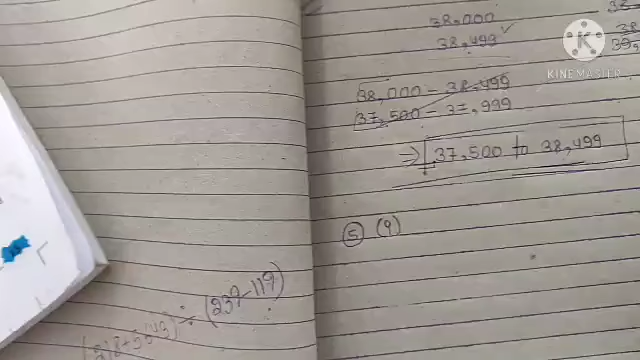 38,000
38,499
38,000 - 38,499
37,500 - 37,999
⇒ 37,500 to 38,499
⑤ (9)
÷ (237-119)
K
KINEMASTER